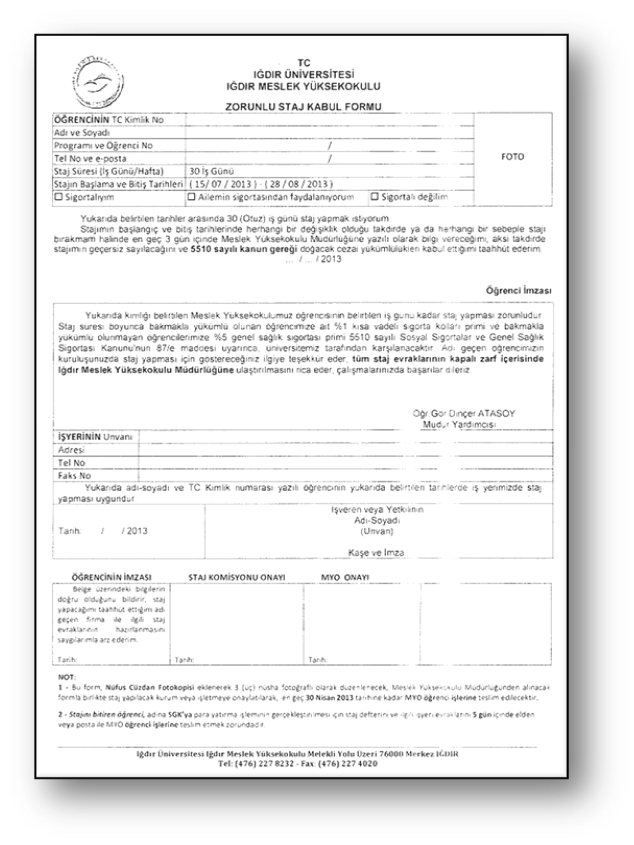 TC
IĞDIR ÜNİVERSİTESİ
IĞDIR MESLEK YÜKSEKOKULU
ZORUNLU STAJ KABUL FORMU
ÖĞRENCİNİN TC Kimlik No
Adı ve Soyadı
Programı ve Öğrenci No /
Tel No ve e-posta /
FOTO
Staj Süresi (İş Günü/Hafta) 30 İş Günü
Stajın Başlama ve Bitiş Tarihleri ( 15/ 07 / 2013 ) - ( 28 / 08 / 2013 )
☐ Sigortalıyım ☐ Ailemin sigortasından faydalanıyorum ☐ Sigortalı değilim
Yukarıda belirtilen tarihler arasında 30 (Otuz) iş günü staj yapmak istiyorum
Stajımın başlangıç ve bitiş tarihlerinde herhangi bir değişiklik olduğu takdirde ya da herhangi bir sebeple stajı
bırakmam halinde en geç 3 gün içinde Meslek Yüksekokulu Müdürlüğüne yazılı olarak bilgi vereceğimi, aksi takdirde
stajımın geçersiz sayılacağını ve 5510 sayılı kanun gereği doğacak cezai yükümlülükleri kabul ettiğimi taahhüt ederim.
... / ... / 2013
Öğrenci İmzası
Yukarıda kimliği belirtilen Meslek Yüksekokulumuz öğrencisinin belirtilen iş günü kadar staj yapması zorunludur
Staj süresi boyunca bakmakla yükümlü olunan öğrencimize ait %1 kısa vadeli sigorta kolları primi ve bakmakla
yükümlü olunmayan öğrencilerimize %5 genel sağlık sigortası primi 5510 sayılı Sosyal Sigortalar ve Genel Sağlık
Sigortası Kanunu'nun 87/e maddesi uyarınca, üniversitemiz tarafından karşılanacaktır. Adı geçen öğrencimizin
kuruluşunuzda staj yapması için göstereceğiniz ilgiye teşekkür eder, tüm staj evraklarının kapalı zarf içerisinde
Iğdır Meslek Yüksekokulu Müdürlüğüne ulaştırılmasını rica eder, çalışmalarınızda başarılar dileriz
Öğr Gör Dinçer ATASOY
Müdür Yardımcısı
İŞYERİNİN Unvanı
Adresi
Tel No
Faks No
Yukarıda adı-soyadı ve TC Kimlik numarası yazılı öğrencinin yukarıda belirtilen tarihlerde iş yerimizde staj
yapması uygundur
İşveren veya Yetkilinin
Adı-Soyadı
Tarih: / / 2013 (Unvan)
Kaşe ve İmza
ÖĞRENCİNİN İMZASI STAJ KOMİSYONU ONAYI MYO ONAYI
Belge üzerindeki bilgilerin
doğru olduğunu bildirir, staj
yapacağımı taahhüt ettiğim adı
geçen firma ile ilgili staj
evraklarının hazırlanmasını
saygılarımla arz ederim.
Tarih: Tarih: Tarih:
NOT:
1 - Bu form, Nüfus Cüzdan Fotokopisi eklenerek 3 (üç) nüsha fotoğraflı olarak düzenlenecek, Meslek Yüksekokulu Müdürlüğünden alınacak
formla birlikte staj yapılacak kurum veya işletmeye onaylatılarak, en geç 30 Nisan 2013 tarihine kadar MYO öğrenci işlerine teslim edilecektir.
2 - Stajını bitiren öğrenci, adına SGK'ya para yatırma işleminin gerçekleştirilmesi için staj defterini ve ilgili işyeri evraklarını 5 gün içinde elden
veya posta ile MYO öğrenci işlerine teslim etmek zorundadır.
Iğdır Üniversitesi Iğdır Meslek Yüksekokulu Melekli Yolu Üzeri 76000 Merkez IĞDIR
Tel: (476) 227 8232 - Fax: (476) 227 4020